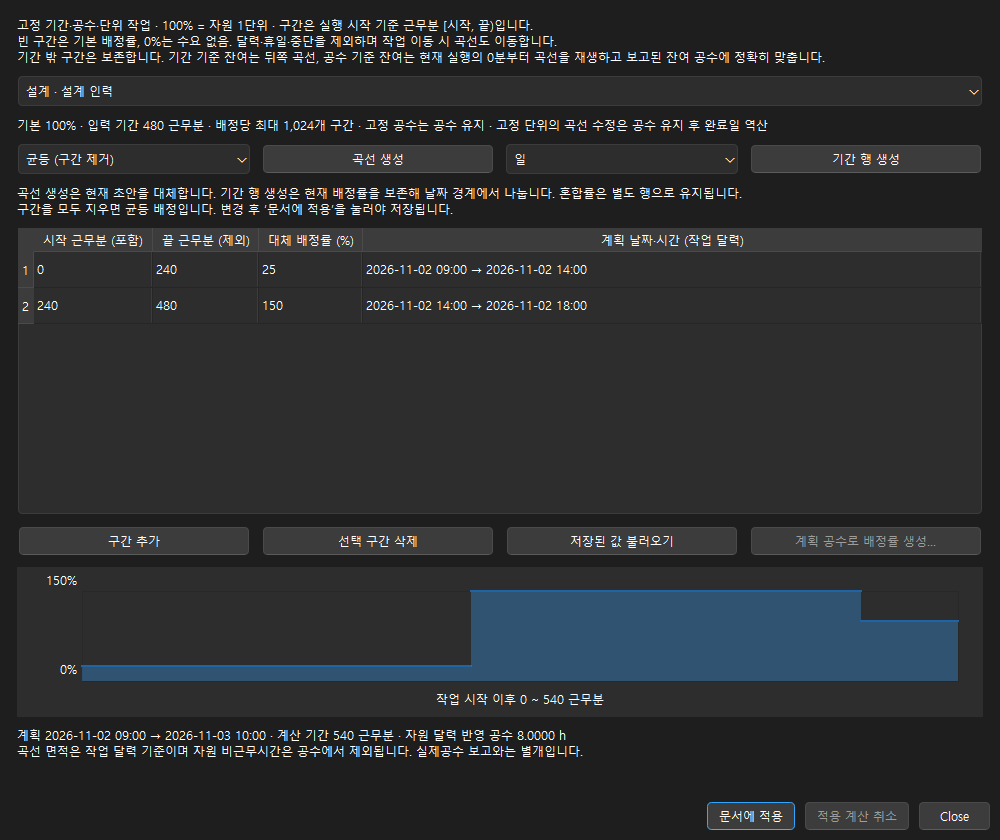 고정 기간·공수·단위 작업 · 100% = 자원 1단위 · 구간은 실행 시작 기준 근무분 [시작, 끝)입니다.
빈 구간은 기본 배정률, 0%는 수요 없음. 달력·휴일·중단을 제외하며 작업 이동 시 곡선도 이동합니다.
기간 밖 구간은 보존합니다. 기간 기준 잔여는 뒤쪽 곡선, 공수 기준 잔여는 현재 실행의 0분부터 곡선을 재생하고 보고된 잔여 공수에 정확히 맞춥니다.
설계 · 설계 인력
기본 100% · 입력 기간 480 근무분 · 배정당 최대 1,024개 구간 · 고정 공수는 공수 유지 · 고정 단위의 곡선 수정은 공수 유지 후 완료일 역산
균등 (구간 제거) 곡선 생성 일 기간 행 생성
곡선 생성은 현재 초안을 대체합니다. 기간 행 생성은 현재 배정률을 보존해 날짜 경계에서 나눕니다. 혼합률은 별도 행으로 유지됩니다.
구간을 모두 지우면 균등 배정입니다. 변경 후 '문서에 적용'을 눌러야 저장됩니다.
시작 근무분 (포함) 끝 근무분 (제외) 대체 배정률 (%) 계획 날짜·시간 (작업 달력)
1 0 240 25 2026-11-02 09:00 → 2026-11-02 14:00
2 240 480 150 2026-11-02 14:00 → 2026-11-02 18:00
구간 추가 선택 구간 삭제 저장된 값 불러오기 계획 공수로 배정률 생성...
150%
0%
작업 시작 이후 0 ~ 540 근무분
계획 2026-11-02 09:00 → 2026-11-03 10:00 · 계산 기간 540 근무분 · 자원 달력 반영 공수 8.0000 h
곡선 면적은 작업 달력 기준이며 자원 비근무시간은 공수에서 제외됩니다. 실제공수 보고와는 별개입니다.
문서에 적용 적용 계산 취소 Close